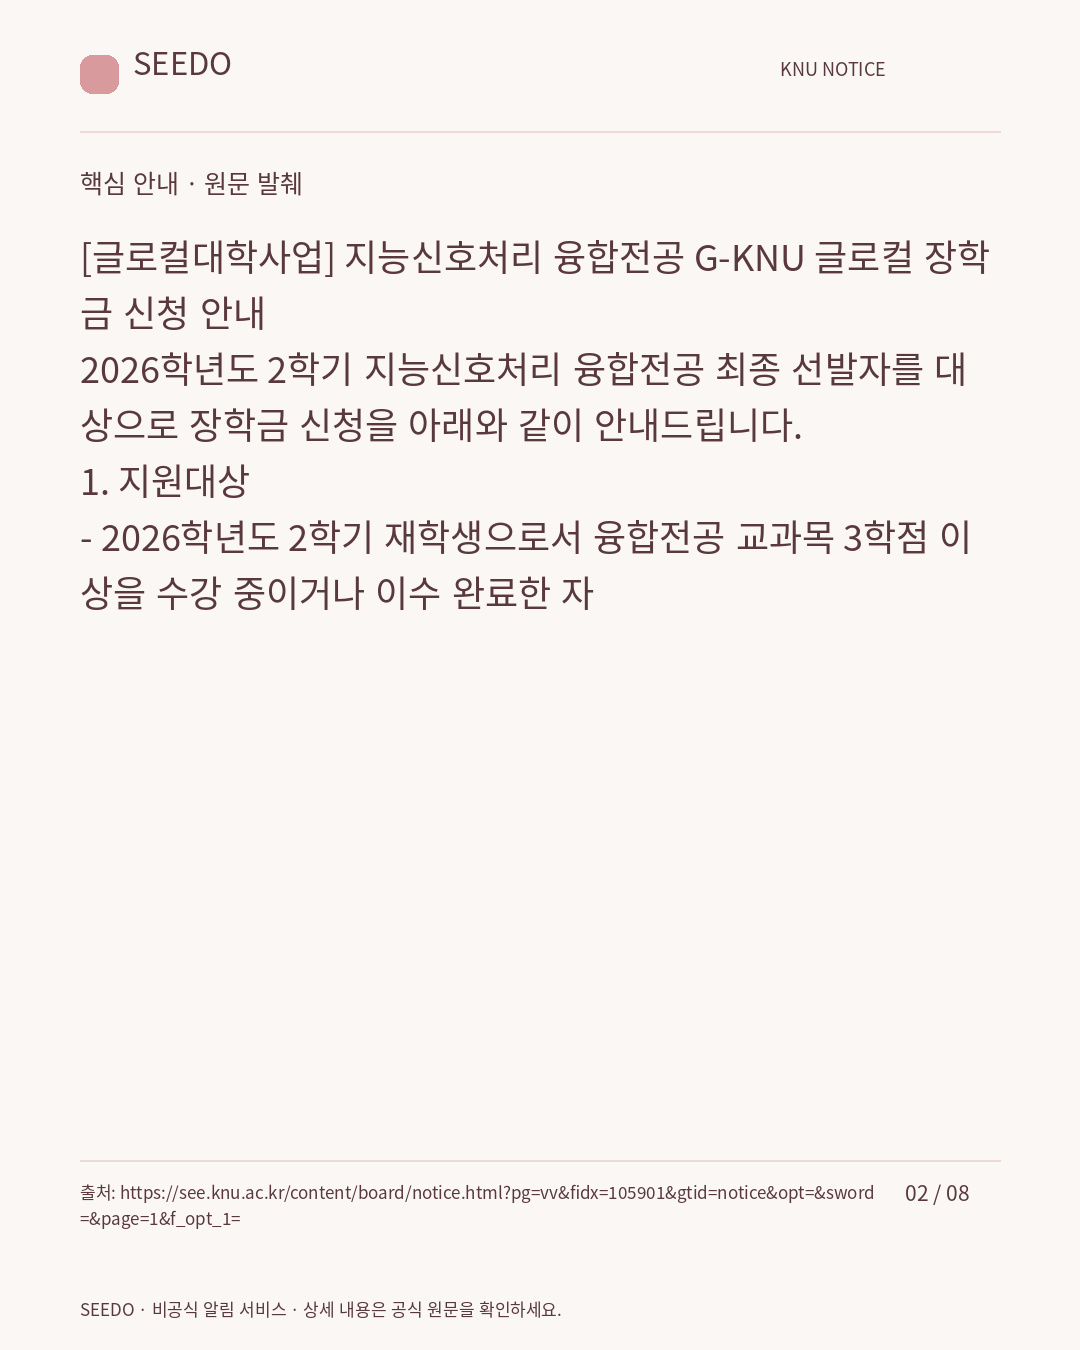 SEEDO
KNU NOTICE
핵심 안내 · 원문 발췌
[글로컬대학사업] 지능신호처리 융합전공 G-KNU 글로컬 장학
금 신청 안내
2026학년도 2학기 지능신호처리 융합전공 최종 선발자를 대
상으로 장학금 신청을 아래와 같이 안내드립니다.
1. 지원대상
- 2026학년도 2학기 재학생으로서 융합전공 교과목 3학점 이
상을 수강 중이거나 이수 완료한 자
출처: https://see.knu.ac.kr/content/board/notice.html?pg=vv&fidx=105901&gtid=notice&opt=&sword
=&page=1&f_opt_1=
02 / 08
SEEDO · 비공식 알림 서비스 · 상세 내용은 공식 원문을 확인하세요.